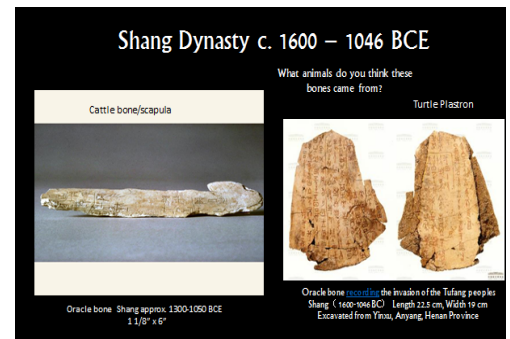 Shang Dynasty c. 1600 – 1046 BCE
What animals do you think these
bones came from?
Cattle bone/scapula
Turtle Plastron
Oracle bone Shang approx. 1300-1050 BCE
1 1/8” x 6”
Oracle bone recording the invasion of the Tufang peoples
Shang ( 1600-1046 BC) Length 22.5 cm, Width 19 cm
Excavated from Yinxu, Anyang, Henan Province